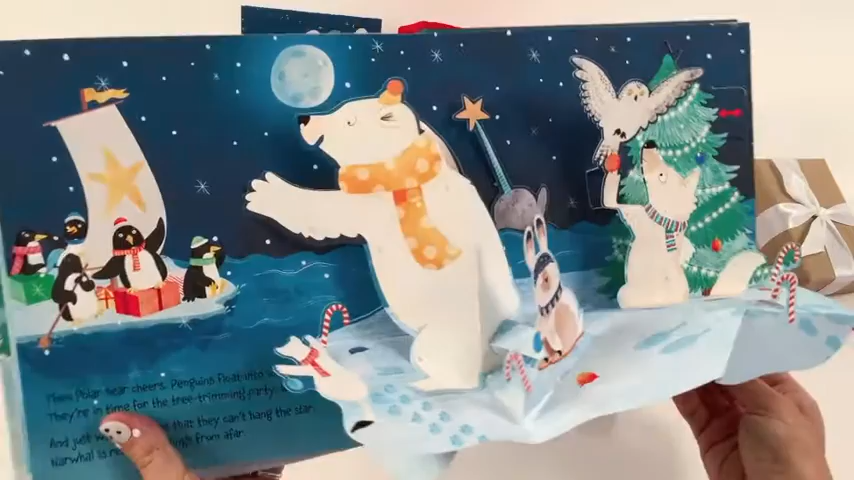 Then Polar Bear cheers. Penguins float into
They're in time for the tree-trimming party.
And just w that they can't hang the star,
Narwhal is re from afar.